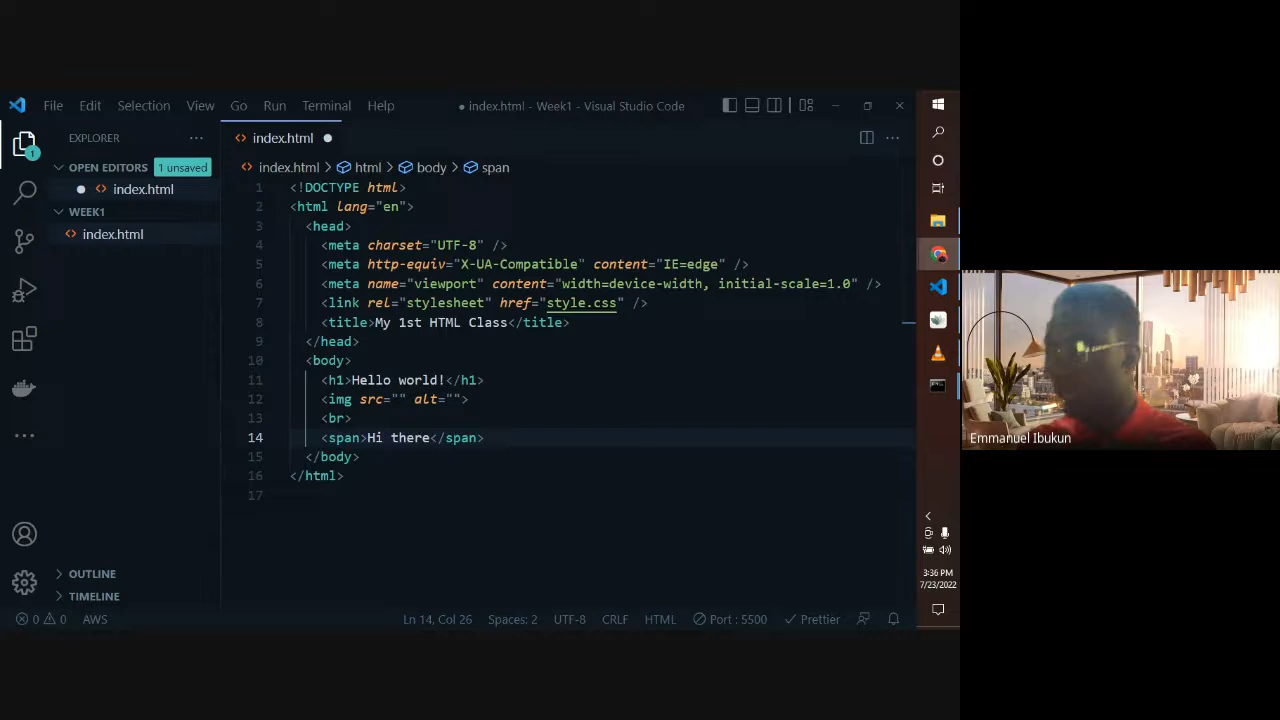 File Edit Selection View Go Run Terminal Help ● index.html - Week1 - Visual Studio Code
EXPLORER ...
index.html ●
OPEN EDITORS 1 unsaved
● index.html
WEEK1
index.html
1
index.html > html > body > span
1 <!DOCTYPE html>
2 <html lang="en">
3 <head>
4 <meta charset="UTF-8" />
5 <meta http-equiv="X-UA-Compatible" content="IE=edge" />
6 <meta name="viewport" content="width=device-width, initial-scale=1.0" />
7 <link rel="stylesheet" href="style.css" />
8 <title>My 1st HTML Class</title>
9 </head>
10 <body>
11 <h1>Hello world!</h1>
12 <img src="" alt="">
13 <br>
14 <span>Hi there</span>
15 </body>
16 </html>
17
OUTLINE
TIMELINE
0 0 AWS Ln 14, Col 26 Spaces: 2 UTF-8 CRLF HTML Port : 5500 Prettier
3:36 PM
7/23/2022
Emmanuel Ibukun